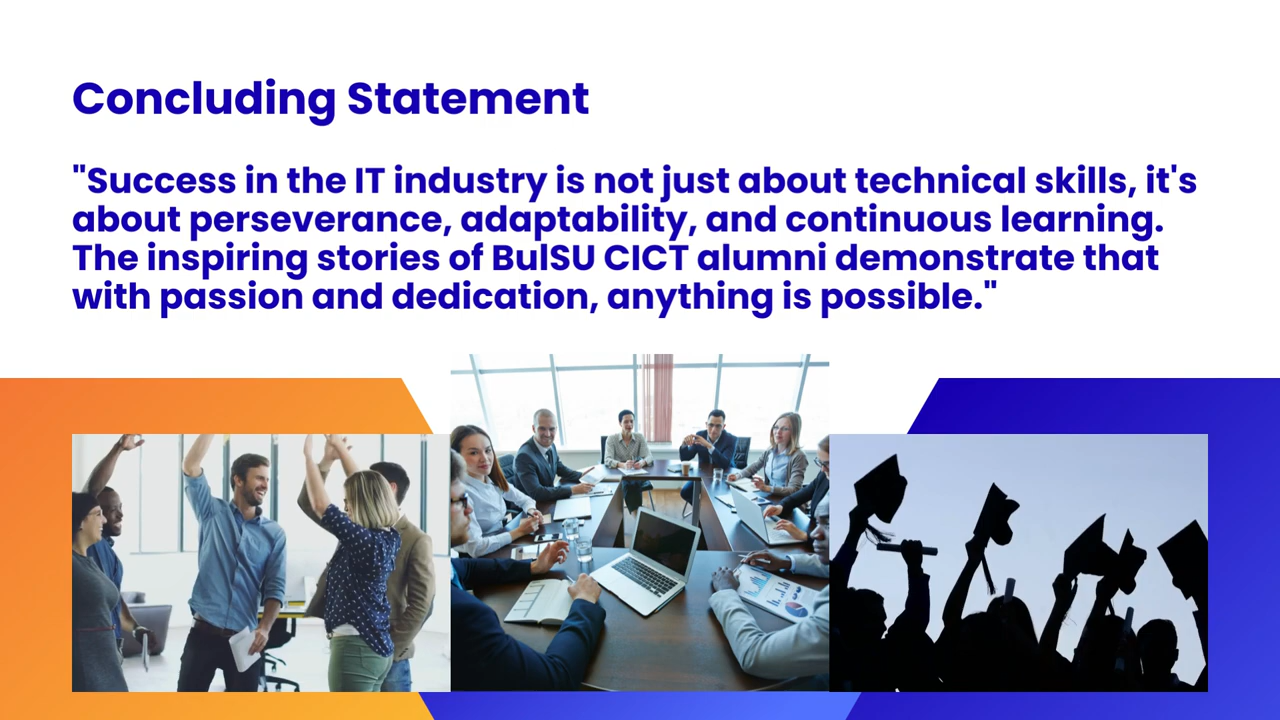 Concluding Statement
"Success in the IT industry is not just about technical skills, it's
about perseverance, adaptability, and continuous learning.
The inspiring stories of BulSU CICT alumni demonstrate that
with passion and dedication, anything is possible."